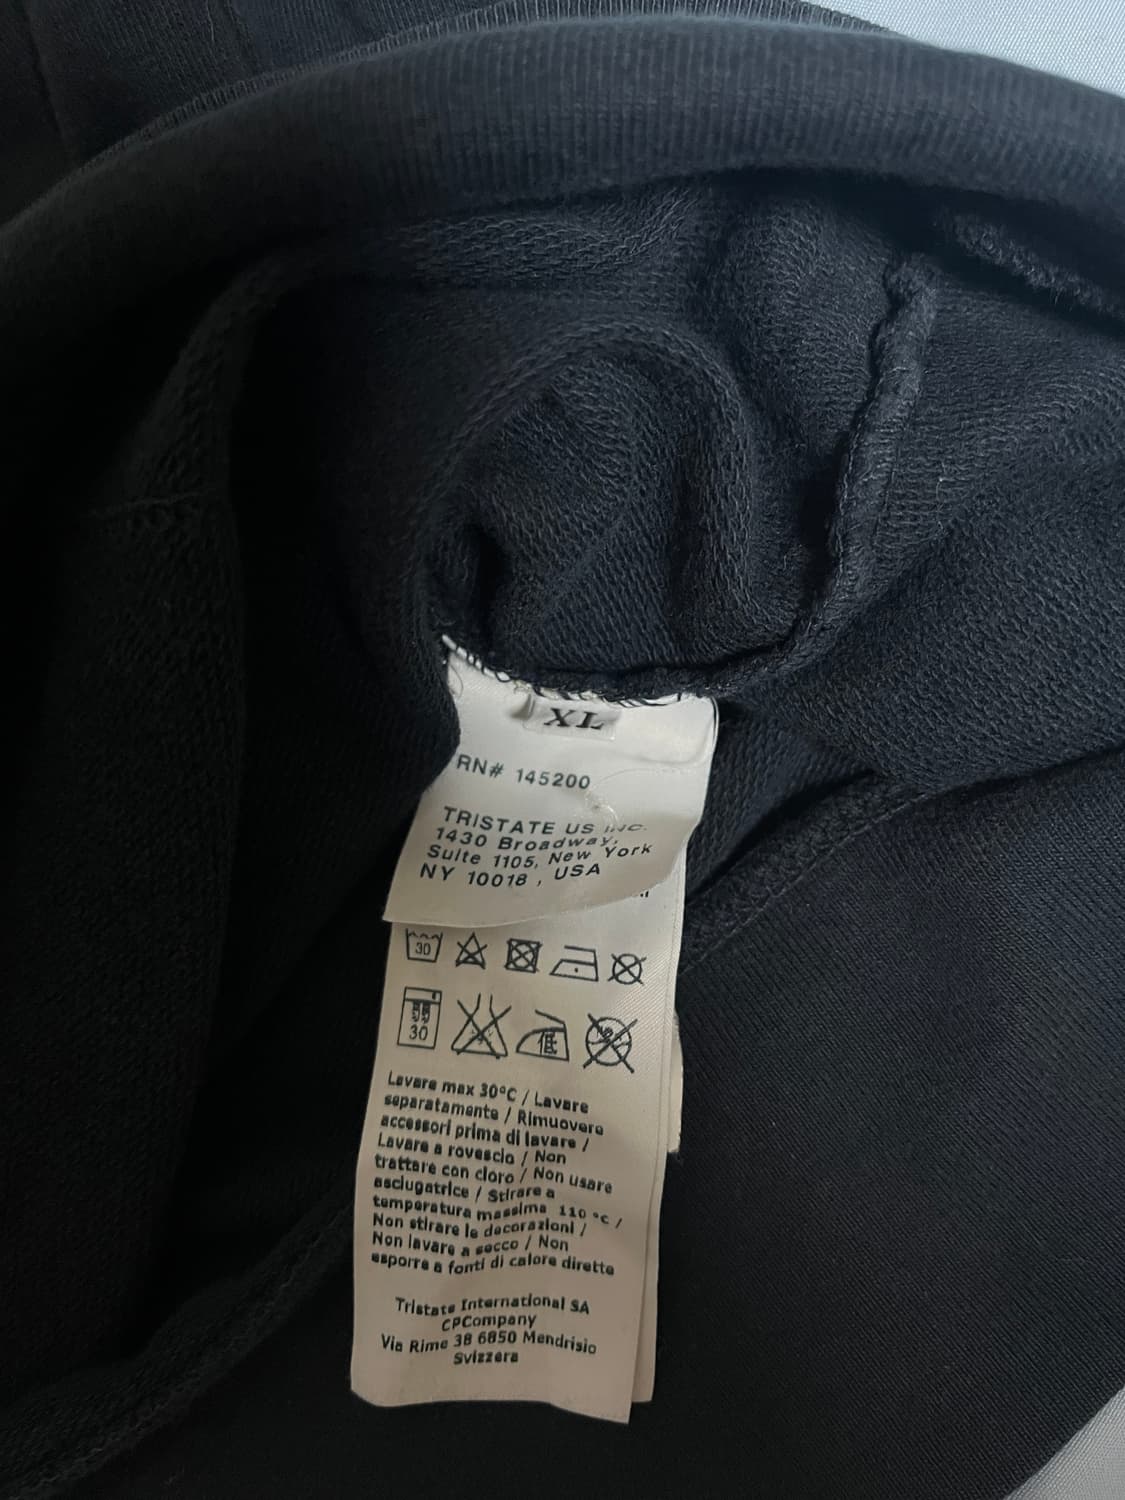 XL
RN# 145200
TRISTATE US INC.
1430 Broadway,
Suite 1105, New York
NY 10018 , USA
30
30
低
Lavare max 30°C / Lavare
separatamente / Rimuovere
accessori prima di lavare /
Lavare a rovescio / Non
trattare con cloro / Non usare
asciugatrice / Stirare a
temperatura massima 110 °c /
Non stirare le decorazioni /
Non lavare a secco / Non
esporre a fonti di calore dirette
Tristate International SA
CPCompany
Via Rime 38 6850 Mendrisio
Svizzera